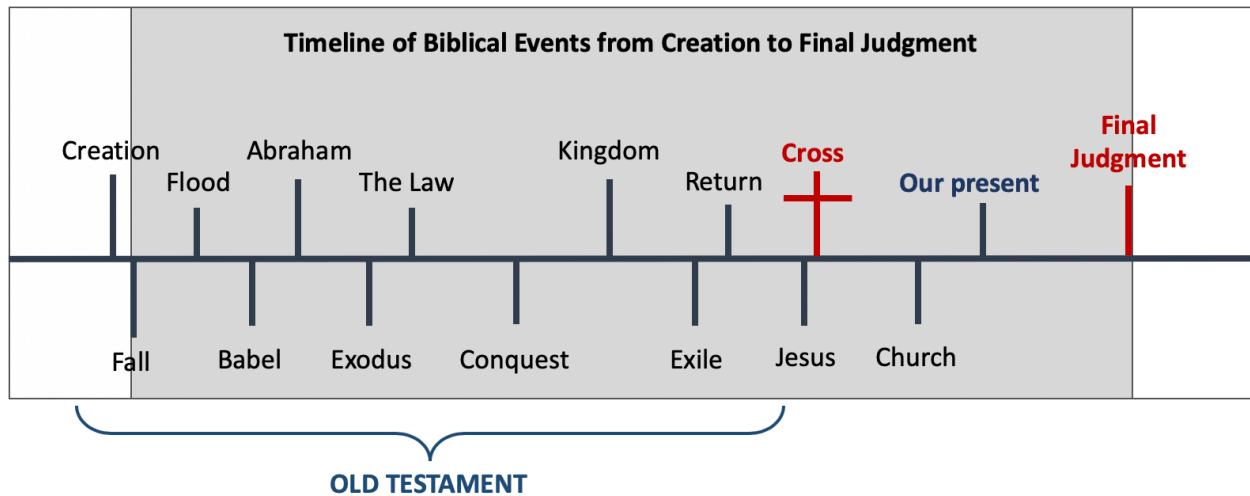 Timeline of Biblical Events from Creation to Final Judgment
Creation
Flood
Abraham
The Law
Kingdom
Return
Cross
Our present
Final
Judgment
Fall
Babel
Exodus
Conquest
Exile
Jesus
Church
OLD TESTAMENT